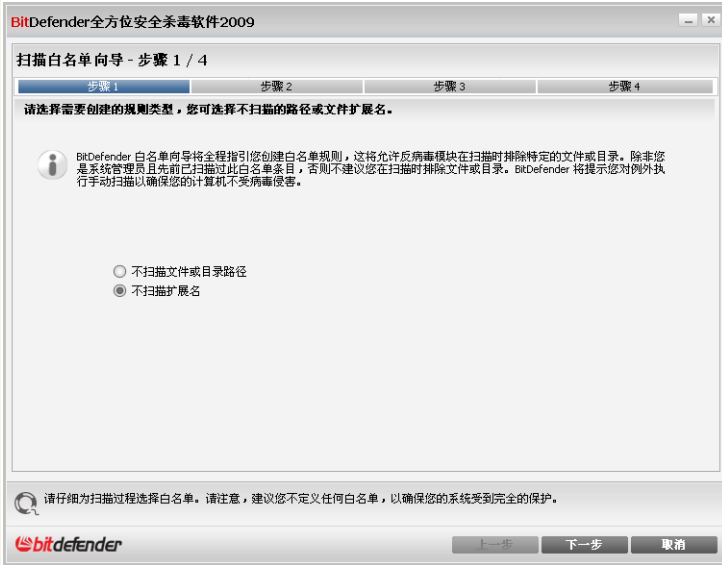 BitDefender全方位安全杀毒软件2009
扫描白名单向导 - 步骤 1 / 4
步骤 1 步骤 2 步骤 3 步骤 4
请选择需要创建的规则类型，您可选择不扫描的路径或文件扩展名。
BitDefender 白名单向导将全程指引您创建白名单规则，这将允许反病毒模块在扫描时排除特定的文件或目录。除非您
是系统管理员且先前已扫描过此白名单条目，否则不建议您在扫描时排除文件或目录。BitDefender 将提示您对例外执
行手动扫描以确保您的计算机不受病毒侵害。
不扫描文件或目录路径
不扫描扩展名
请仔细为扫描过程选择白名单。请注意，建议您不定义任何白名单，以确保您的系统受到完全的保护。
bitdefender 上一步 下一步 取消